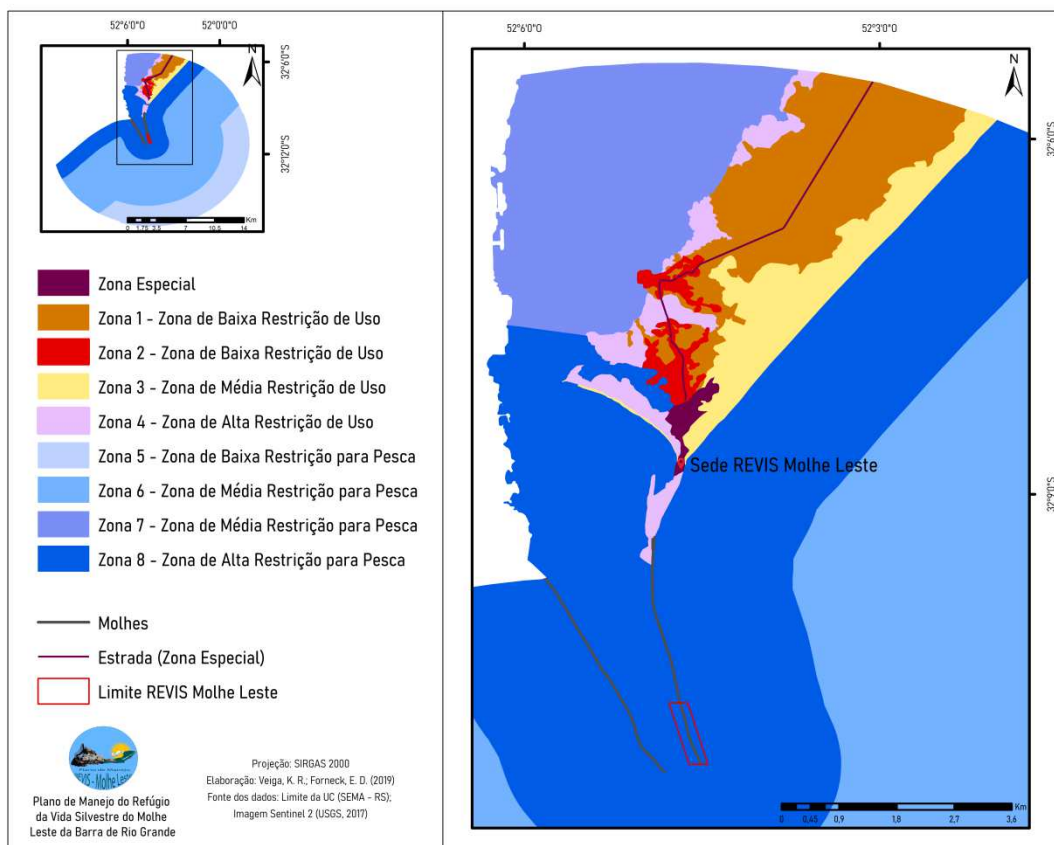 52°6'0"O
52°0'0"O
N
32°6'0"S
32°12'0"S
Km
0
1.75
3.5
7
10.5
14
Zona Especial
Zona 1 - Zona de Baixa Restrição de Uso
Zona 2 - Zona de Baixa Restrição de Uso
Zona 3 - Zona de Média Restrição de Uso
Zona 4 - Zona de Alta Restrição de Uso
Zona 5 - Zona de Baixa Restrição para Pesca
Zona 6 - Zona de Média Restrição para Pesca
Zona 7 - Zona de Média Restrição para Pesca
Zona 8 - Zona de Alta Restrição para Pesca
Molhes
Estrada (Zona Especial)
Limite REVIS Molhe Leste
REVIS - Molhe Leste
Plano de Manejo do Refúgio
da Vida Silvestre do Molhe
Leste da Barra de Rio Grande
Projeção: SIRGAS 2000
Elaboração: Veiga, K. R.; Forneck, E. D. (2019)
Fonte dos dados: Limite da UC (SEMA - RS);
Imagem Sentinel 2 (USGS, 2017)
52°6'0"O
52°3'0"O
N
32°6'0"S
Sede REVIS Molhe Leste
32°9'0"S
Km
0
0,45
0,9
1,8
2,7
3,6